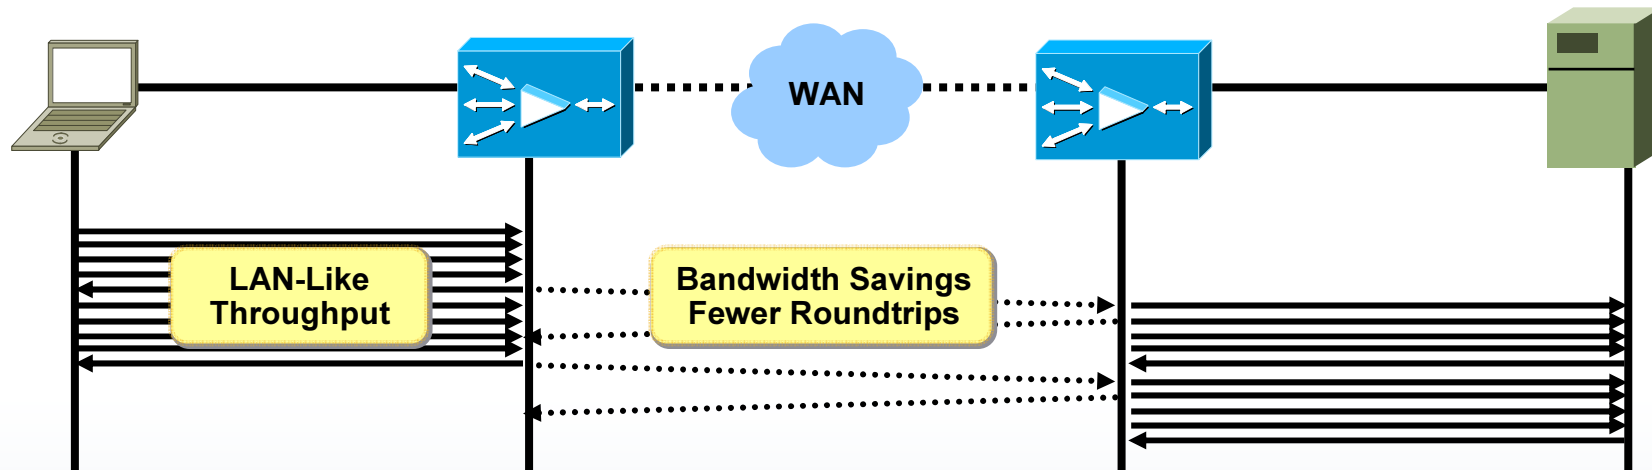 WAN
LAN-Like
Throughput
Bandwidth Savings
Fewer Roundtrips